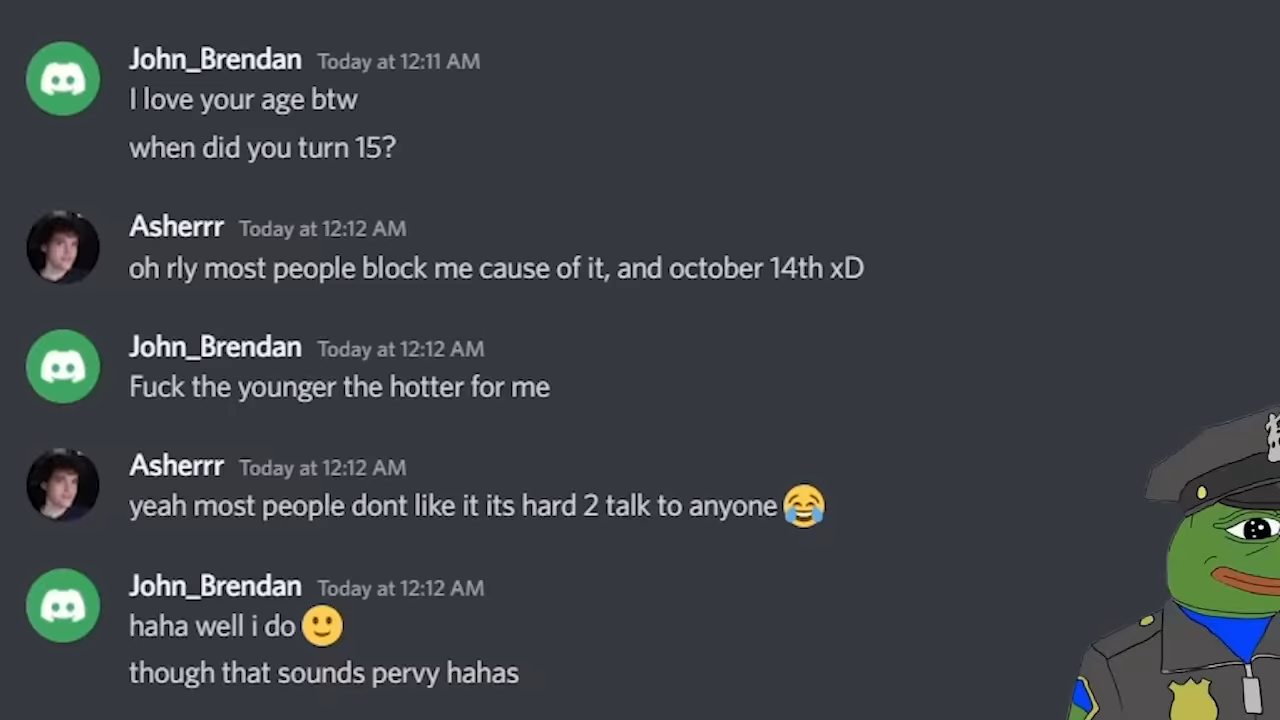 John_Brendan Today at 12:11 AM
I love your age btw
when did you turn 15?
Asherrr Today at 12:12 AM
oh rly most people block me cause of it, and october 14th xD
John_Brendan Today at 12:12 AM
Fuck the younger the hotter for me
Asherrr Today at 12:12 AM
yeah most people dont like it its hard 2 talk to anyone 😂
John_Brendan Today at 12:12 AM
haha well i do 🙂
though that sounds pervy hahas